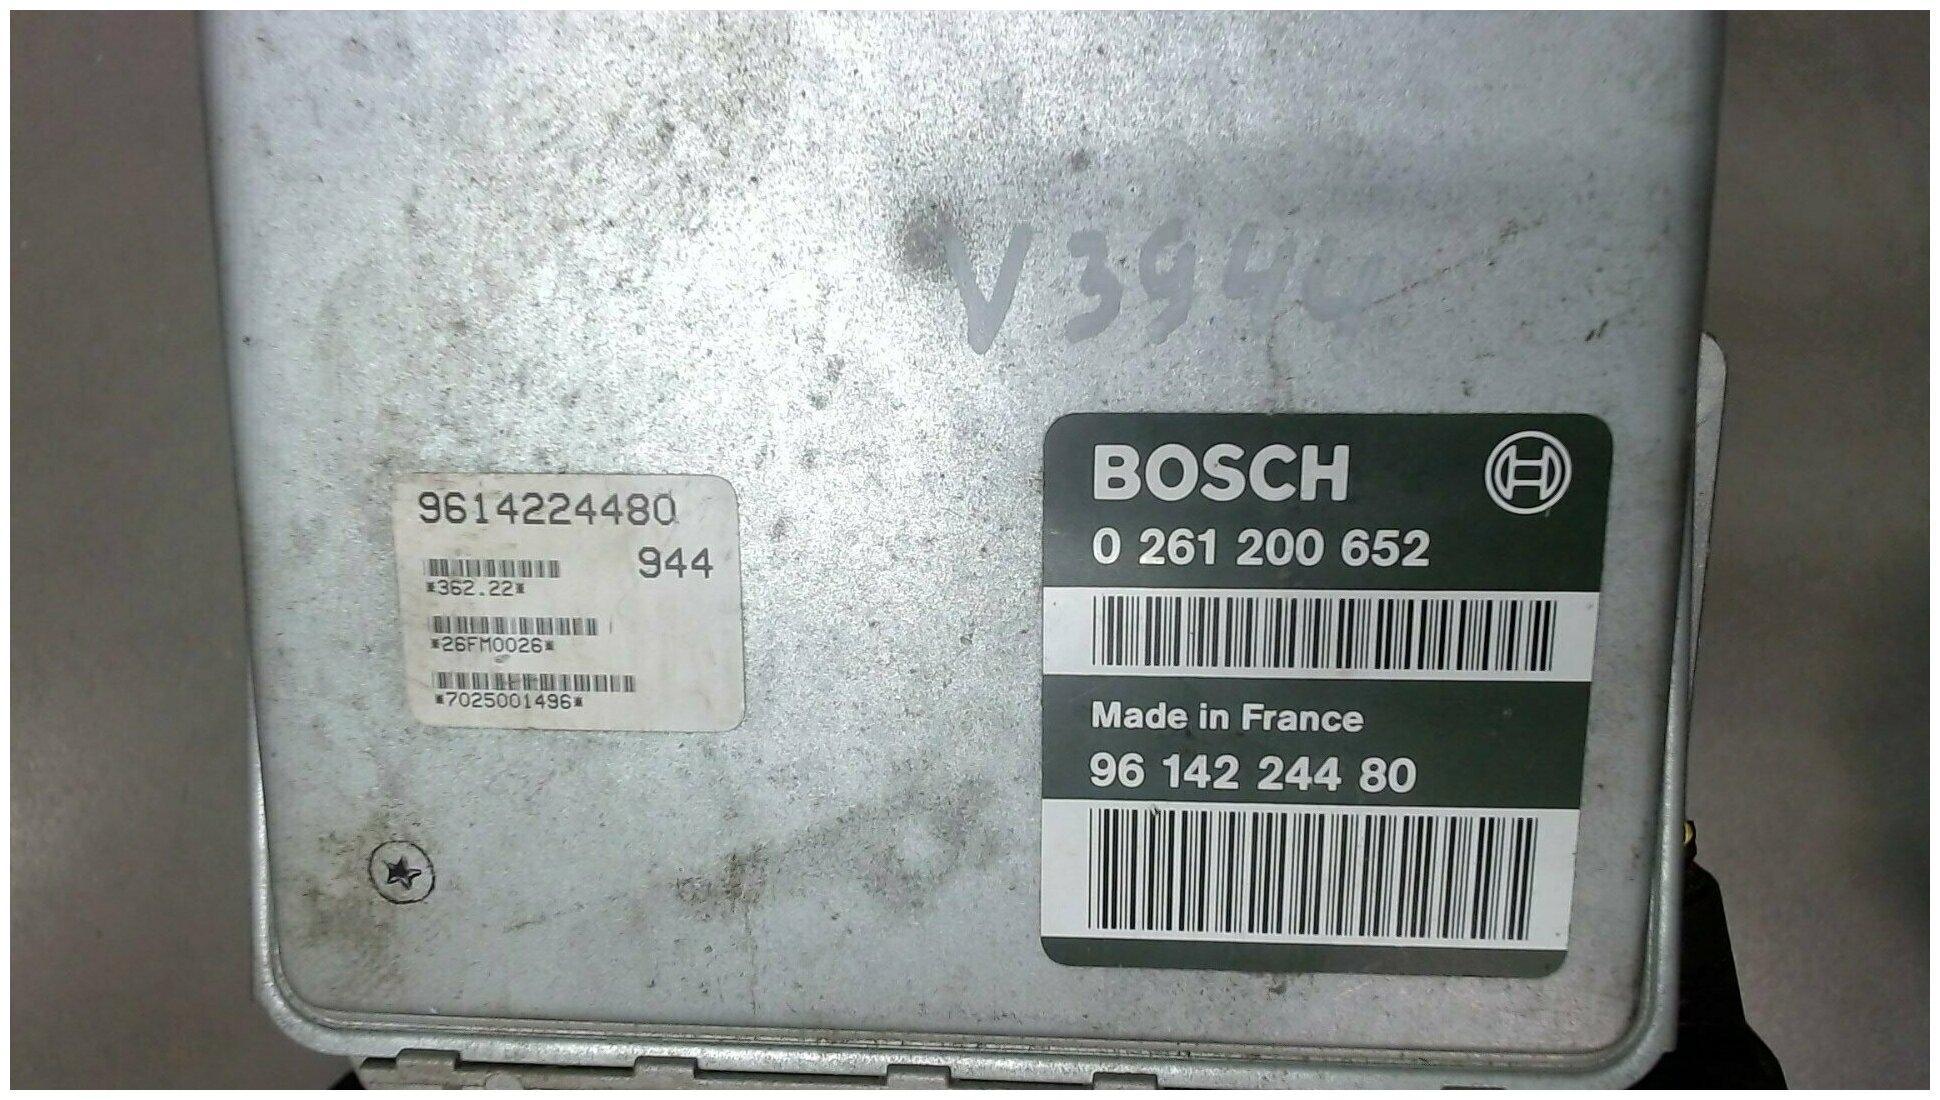 V3944
9614224480
944
*362.22*
*26FM0026*
*7025001496*
BOSCH
0 261 200 652
Made in France
96 142 244 80